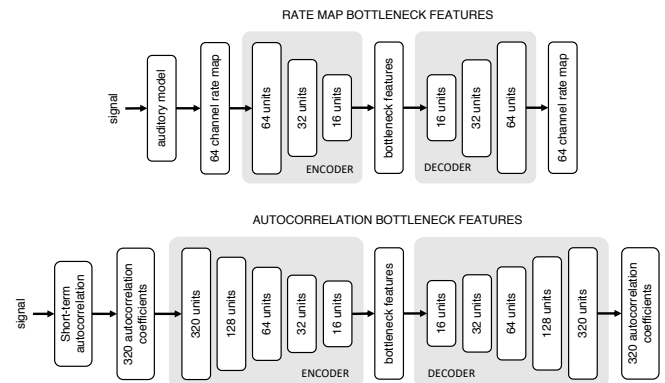 RATE MAP BOTTLENECK FEATURES
signal
auditory model
64 channel rate map
64 units
32 units
16 units
ENCODER
bottleneck features
16 units
32 units
64 units
DECODER
64 channel rate map
AUTOCORRELATION BOTTLENECK FEATURES
signal
Short-term
autocorrelation
320 autocorrelation
coefficients
320 units
128 units
64 units
32 units
16 units
ENCODER
bottleneck features
16 units
32 units
64 units
128 units
320 units
DECODER
320 autocorrelation
coefficients